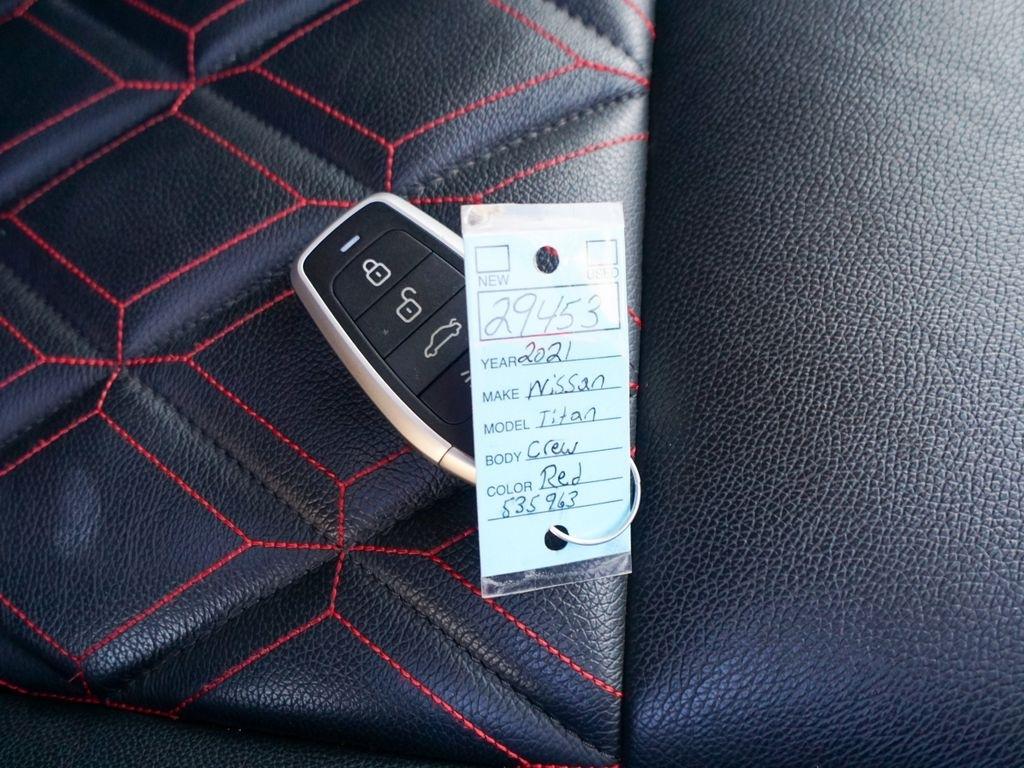 NEW USED
29453
YEAR 2021
MAKE Nissan
MODEL Titan
BODY Crew
COLOR Red
535963